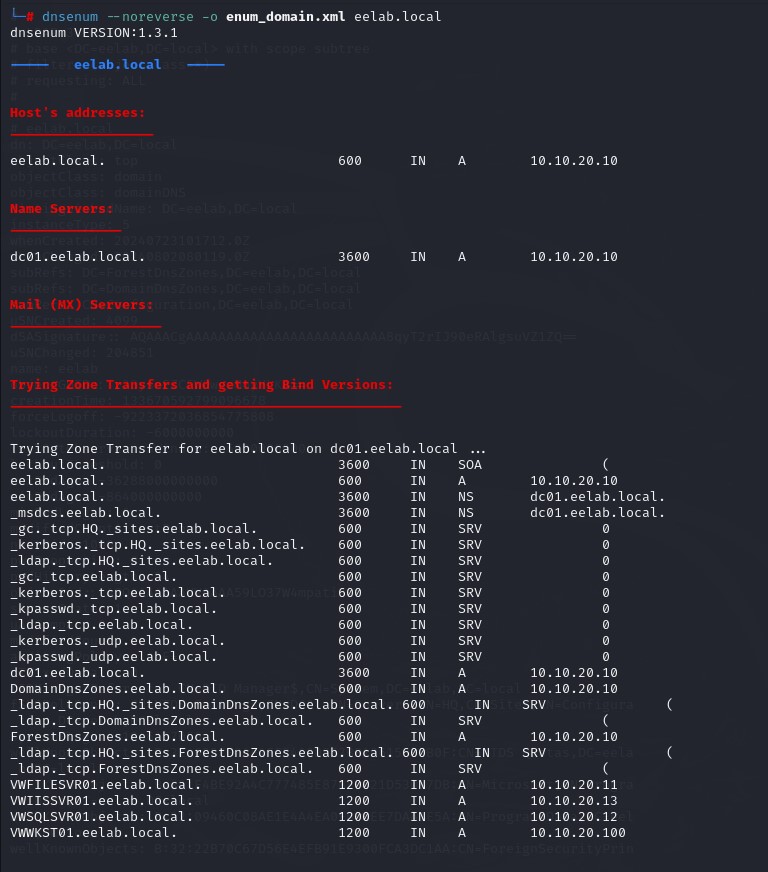 └─# dnsenum --noreverse -o enum_domain.xml eelab.local
dnsenum VERSION:1.3.1
----- eelab.local -----
Host's addresses:
eelab.local. 600 IN A 10.10.20.10
Name Servers:
dc01.eelab.local. 3600 IN A 10.10.20.10
Mail (MX) Servers:
Trying Zone Transfers and getting Bind Versions:
Trying Zone Transfer for eelab.local on dc01.eelab.local ...
eelab.local. 3600 IN SOA (
eelab.local. 600 IN A 10.10.20.10
eelab.local. 3600 IN NS dc01.eelab.local.
_msdcs.eelab.local. 3600 IN NS dc01.eelab.local.
_gc._tcp.HQ._sites.eelab.local. 600 IN SRV 0
_kerberos._tcp.HQ._sites.eelab.local. 600 IN SRV 0
_ldap._tcp.HQ._sites.eelab.local. 600 IN SRV 0
_gc._tcp.eelab.local. 600 IN SRV 0
_kerberos._tcp.eelab.local. 600 IN SRV 0
_kpasswd._tcp.eelab.local. 600 IN SRV 0
_ldap._tcp.eelab.local. 600 IN SRV 0
_kerberos._udp.eelab.local. 600 IN SRV 0
_kpasswd._udp.eelab.local. 600 IN SRV 0
dc01.eelab.local. 3600 IN A 10.10.20.10
DomainDnsZones.eelab.local. 600 IN A 10.10.20.10
_ldap._tcp.HQ._sites.DomainDnsZones.eelab.local. 600 IN SRV (
_ldap._tcp.DomainDnsZones.eelab.local. 600 IN SRV (
ForestDnsZones.eelab.local. 600 IN A 10.10.20.10
_ldap._tcp.HQ._sites.ForestDnsZones.eelab.local. 600 IN SRV (
_ldap._tcp.ForestDnsZones.eelab.local. 600 IN SRV (
VWFILESVR01.eelab.local. 1200 IN A 10.10.20.11
VWIISSVR01.eelab.local. 1200 IN A 10.10.20.13
VWSQLSVR01.eelab.local. 1200 IN A 10.10.20.12
VWWKST01.eelab.local. 1200 IN A 10.10.20.100